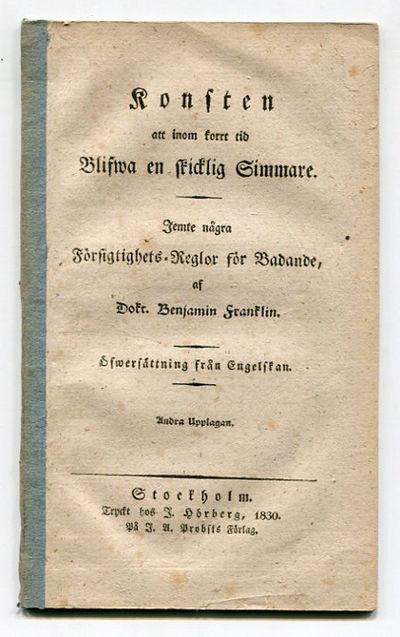 Konsten
att inom kort tid
Blifwa en skicklig Simmare.
Jemte några
Försigtighets-Reglor för Badande,
af
Dokt. Benjamin Franklin.
Öfwersättning från Engelskan.
Andra Upplagan.
Stockholm.
Tryckt hos J. Hörberg, 1830.
På J. A. Probsts Förlag.